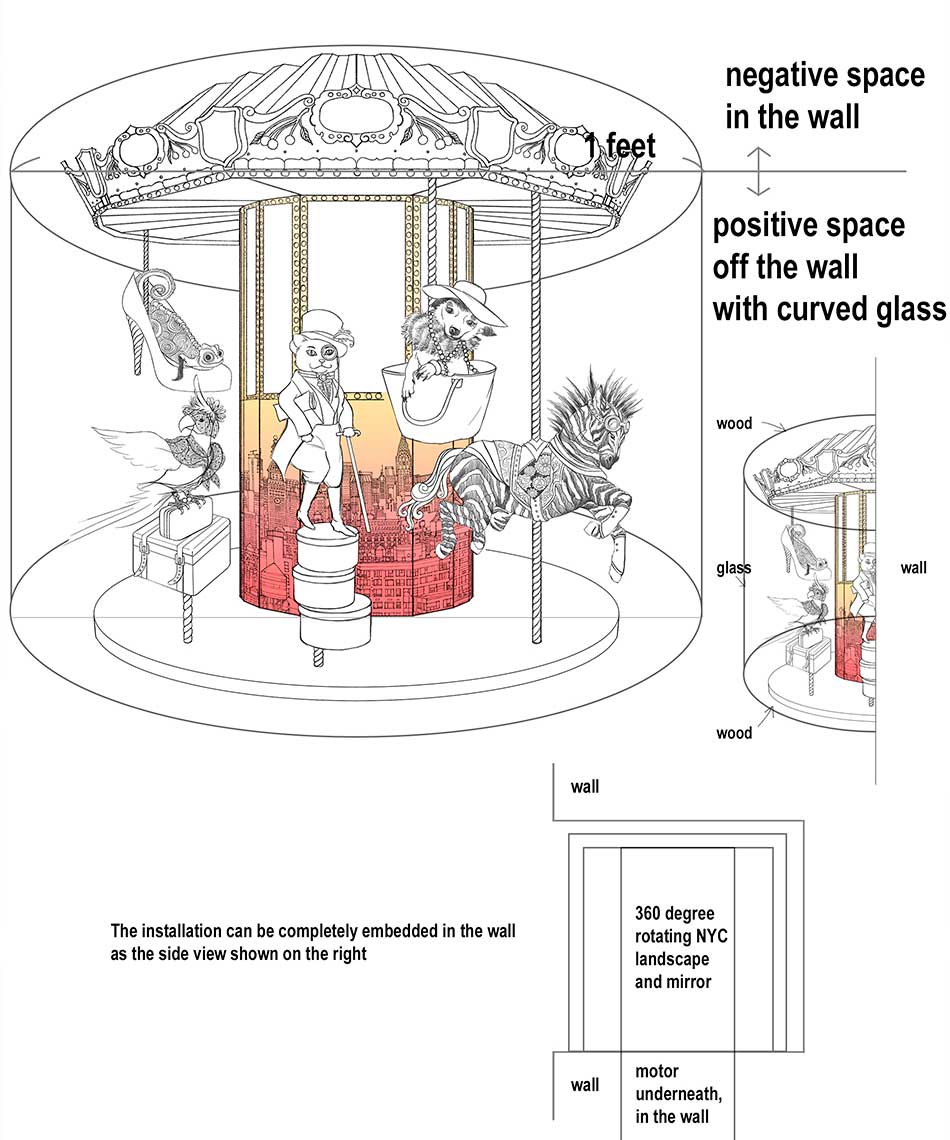 negative space
in the wall
1 feet
positive space
off the wall
with curved glass
wood
glass
wall
wood
wall
The installation can be completely embedded in the wall
as the side view shown on the right
360 degree
rotating NYC
landscape
and mirror
wall
motor
underneath,
in the wall